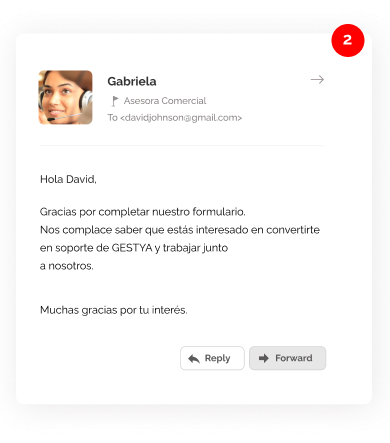 2
Gabriela
Asesora Comercial
To <davidjohnson@gmail.com>
Hola David,
Gracias por completar nuestro formulario.
Nos complace saber que estás interesado en convertirte
en soporte de GESTYA y trabajar junto
a nosotros.
Muchas gracias por tu interés.
Reply
Forward